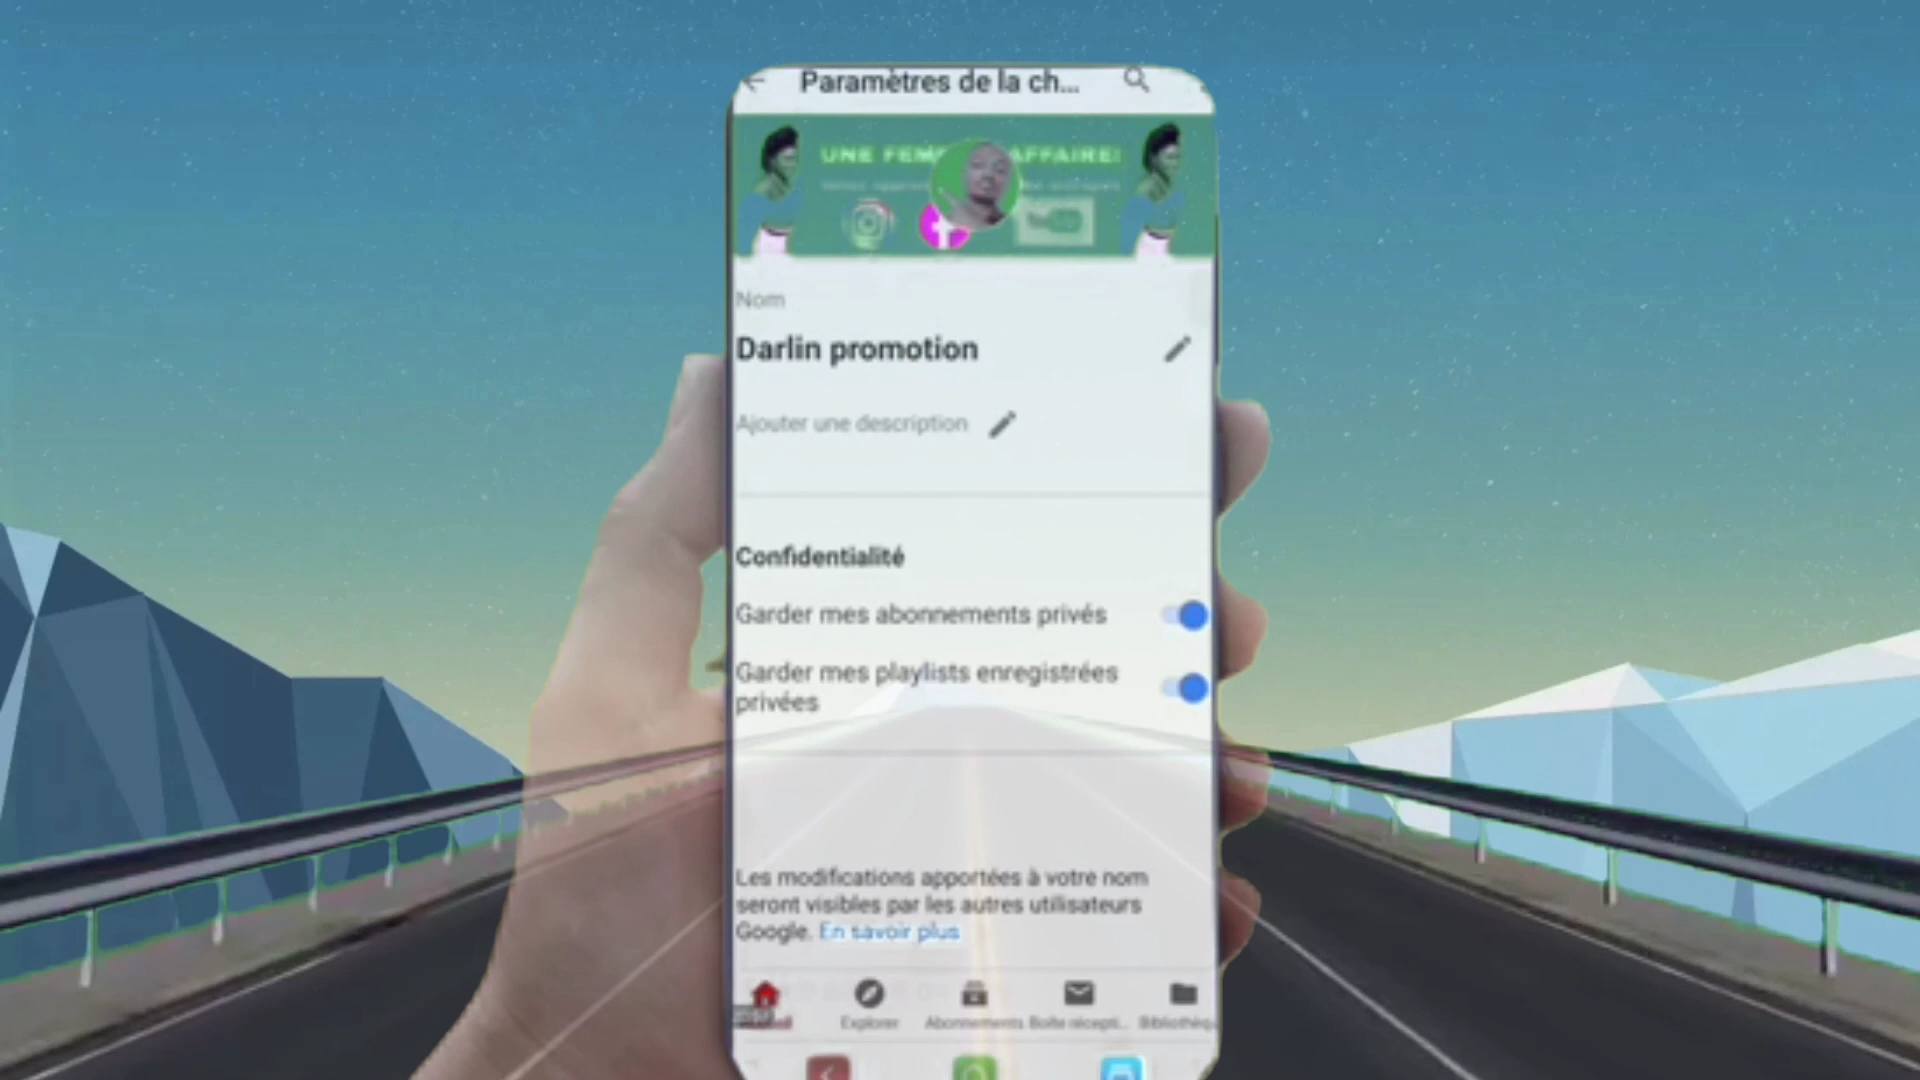 Paramètres de la ch...
UNE FEM AFFAIRE
Nom
Darlin promotion
Ajouter une description
Confidentialité
Garder mes abonnements privés
Garder mes playlists enregistrées
privées
Les modifications apportées à votre nom
seront visibles par les autres utilisateurs
Google. En savoir plus
Explorer Abonnements Boîte récepti... Bibliothèq